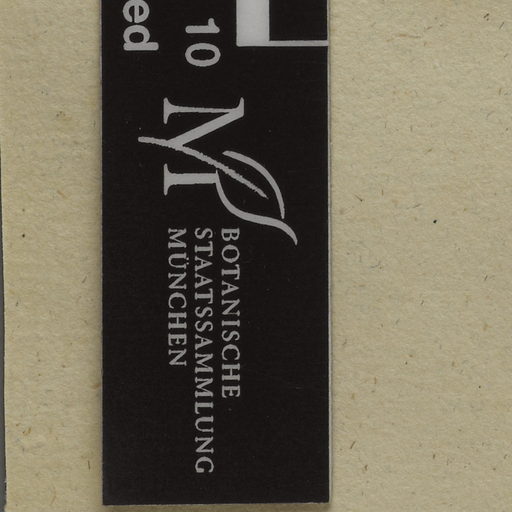 10
ed
BOTANISCHE
STAATSSAMMLUNG
MÜNCHEN